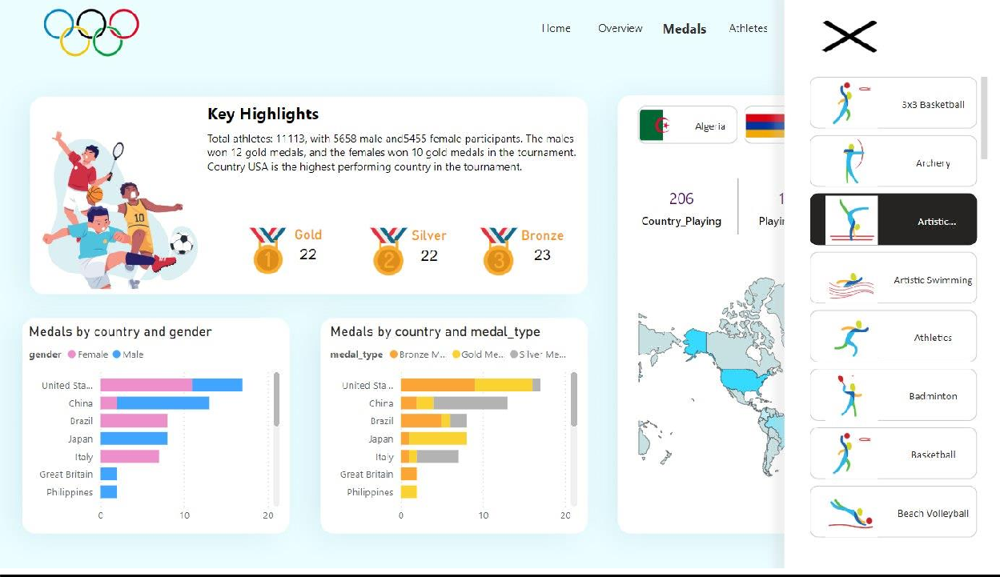 Home Overview Medals Athletes
Key Highlights
Total athletes: 11113, with 5658 male and5455 female participants. The males
won 12 gold medals, and the females won 10 gold medals in the tournament.
Country USA is the highest performing country in the tournament.
10
1 Gold 22
2 Silver 22
3 Bronze 23
Medals by country and gender
gender Female Male
United Sta...
China
Brazil
Japan
Italy
Great Britain
Philippines
0 10 20
Medals by country and medal_type
medal_type Bronze M... Gold Me... Silver Me...
United Sta...
China
Brazil
Japan
Italy
Great Britain
Philippines
0 10 20
Algeria
206 1
Country_Playing Playin
3x3 Basketball
Archery
Artistic...
Artistic Swimming
Athletics
Badminton
Basketball
Beach Volleyball